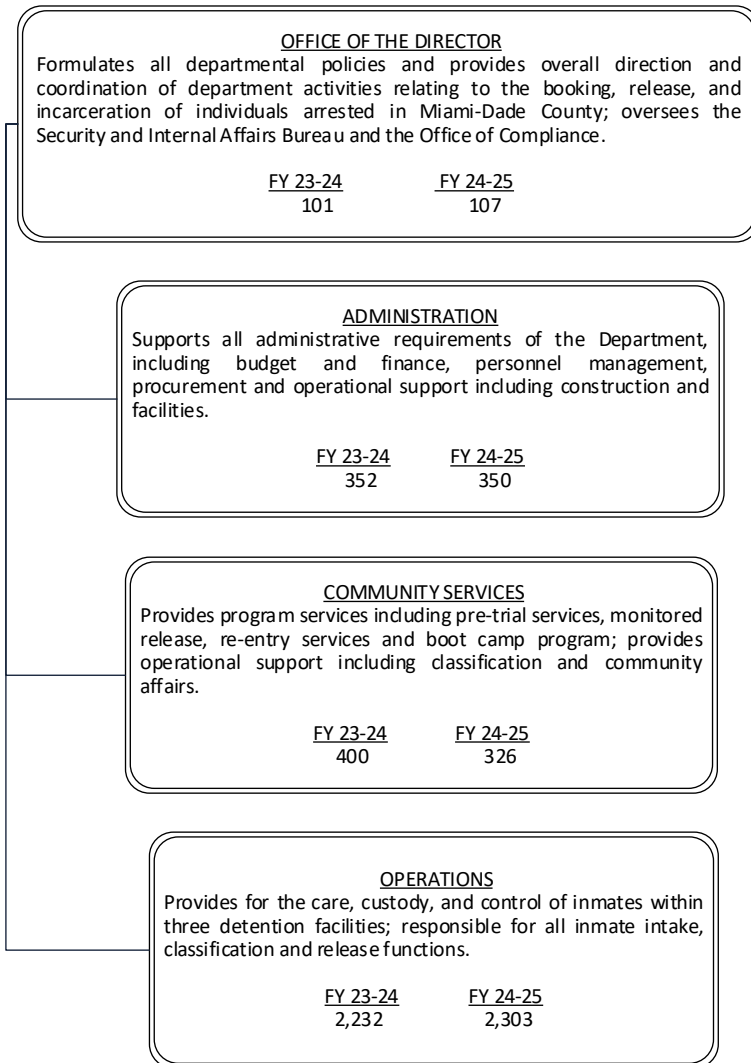 OFFICE OF THE DIRECTOR
Formulates all departmental policies and provides overall direction and
coordination of department activities relating to the booking, release, and
incarceration of individuals arrested in Miami-Dade County; oversees the
Security and Internal Affairs Bureau and the Office of Compliance.
FY 23-24 FY 24-25
101 107
ADMINISTRATION
Supports all administrative requirements of the Department,
including budget and finance, personnel management,
procurement and operational support including construction and
facilities.
FY 23-24 FY 24-25
352 350
COMMUNITY SERVICES
Provides program services including pre-trial services, monitored
release, re-entry services and boot camp program; provides
operational support including classification and community
affairs.
FY 23-24 FY 24-25
400 326
OPERATIONS
Provides for the care, custody, and control of inmates within
three detention facilities; responsible for all inmate intake,
classification and release functions.
FY 23-24 FY 24-25
2,232 2,303